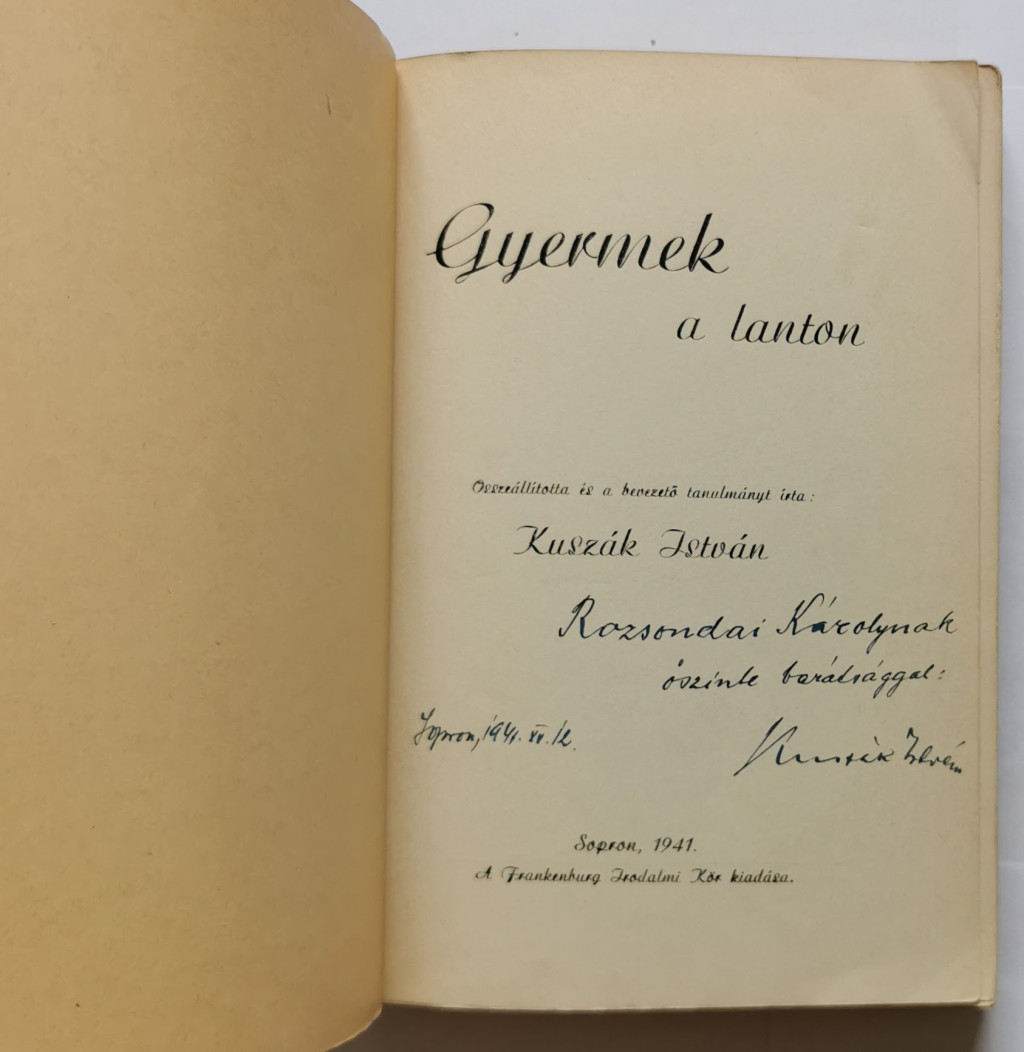 Gyermek
a lanton
Összeállította és a bevezető tanulmányt írta:
Kuszák István
Rozsondai Károlynak
őszinte barátsággal:
Sopron, 1941. 12.
Kuszák István
Sopron, 1941.
A Frankenburg Irodalmi Kör kiadása.